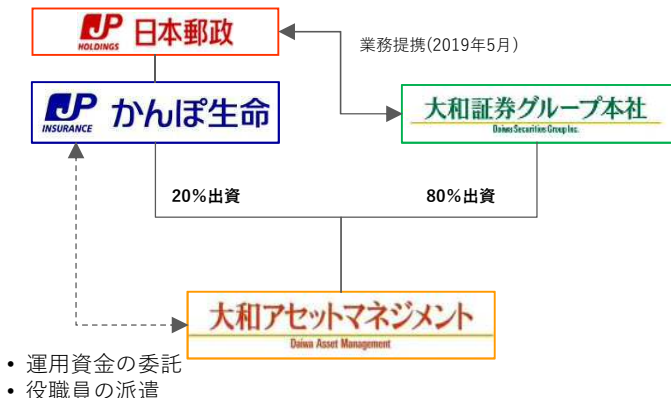 JP 日本郵政
HOLDINGS
業務提携(2019年5月)
JP かんぽ生命
INSURANCE
大和証券グループ本社
Daiwa Securities Group Inc.
20%出資
80%出資
大和アセットマネジメント
Daiwa Asset Management
• 運用資金の委託
• 役職員の派遣